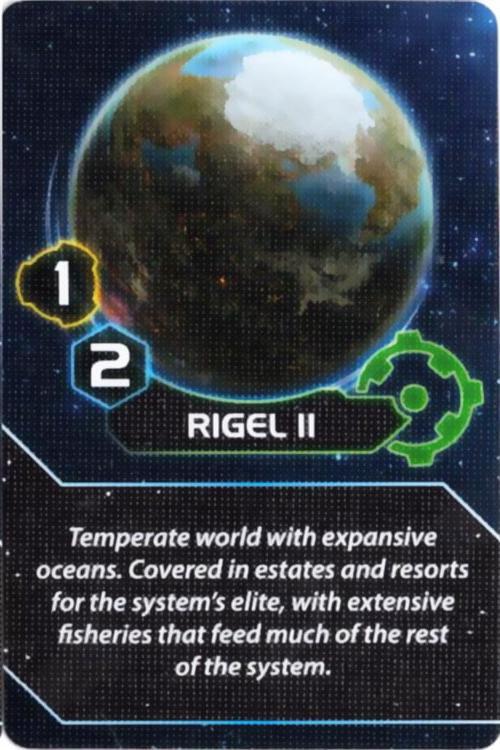 1
2
RIGEL II
Temperate world with expansive
oceans. Covered in estates and resorts
for the system's elite, with extensive
fisheries that feed much of the rest
of the system.